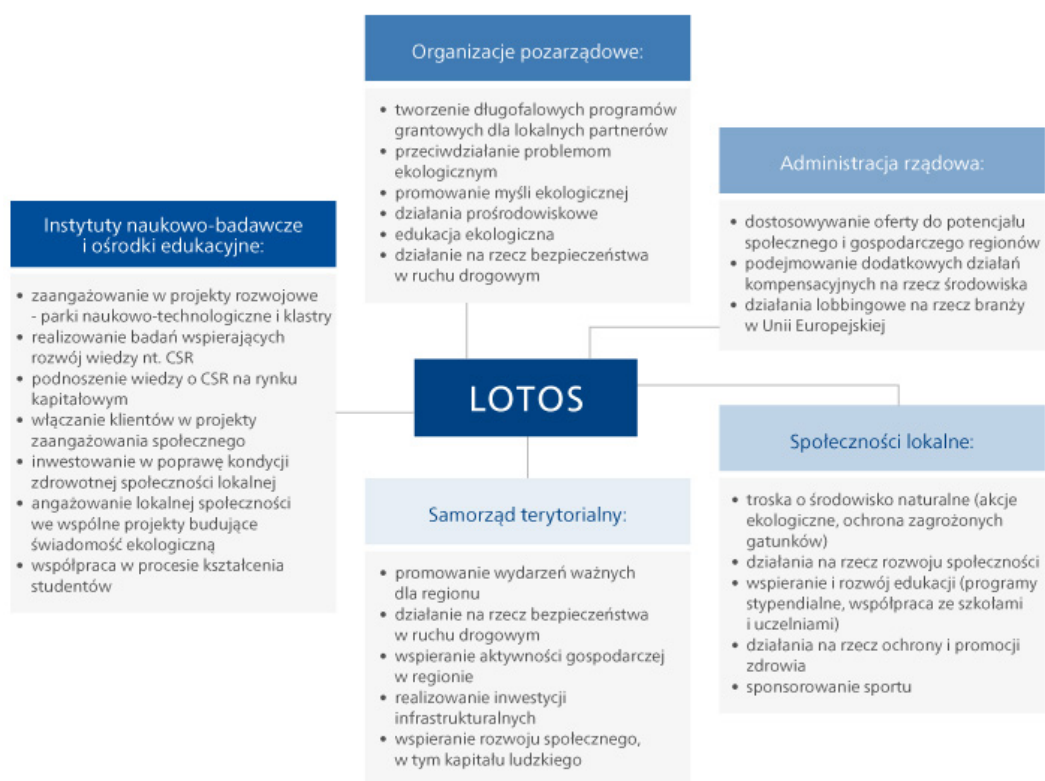 Organizacje pozarządowe:
• tworzenie długofalowych programów
grantowych dla lokalnych partnerów
• przeciwdziałanie problemom
ekologicznym
• promowanie myśli ekologicznej
• działania prośrodowiskowe
• edukacja ekologiczna
• działanie na rzecz bezpieczeństwa
w ruchu drogowym
Administracja rządowa:
• dostosowywanie oferty do potencjału
społecznego i gospodarczego regionów
• podejmowanie dodatkowych działań
kompensacyjnych na rzecz środowiska
• działania lobbingowe na rzecz branży
w Unii Europejskiej
Instytuty naukowo-badawcze
i ośrodki edukacyjne:
• zaangażowanie w projekty rozwojowe
- parki naukowo-technologiczne i klastry
• realizowanie badań wspierających
rozwój wiedzy nt. CSR
• podnoszenie wiedzy o CSR na rynku
kapitałowym
• włączanie klientów w projekty
zaangażowania społecznego
• inwestowanie w poprawę kondycji
zdrowotnej społeczności lokalnej
• angażowanie lokalnej społeczności
we wspólne projekty budujące
świadomość ekologiczną
• współpraca w procesie kształcenia
studentów
LOTOS
Społeczności lokalne:
• troska o środowisko naturalne (akcje
ekologiczne, ochrona zagrożonych
gatunków)
• działania na rzecz rozwoju społeczności
• wspieranie i rozwój edukacji (programy
stypendialne, współpraca ze szkołami
i uczelniami)
• działania na rzecz ochrony i promocji
zdrowia
• sponsorowanie sportu
Samorząd terytorialny:
• promowanie wydarzeń ważnych
dla regionu
• działanie na rzecz bezpieczeństwa
w ruchu drogowym
• wspieranie aktywności gospodarczej
w regionie
• realizowanie inwestycji
infrastrukturalnych
• wspieranie rozwoju społecznego,
w tym kapitału ludzkiego